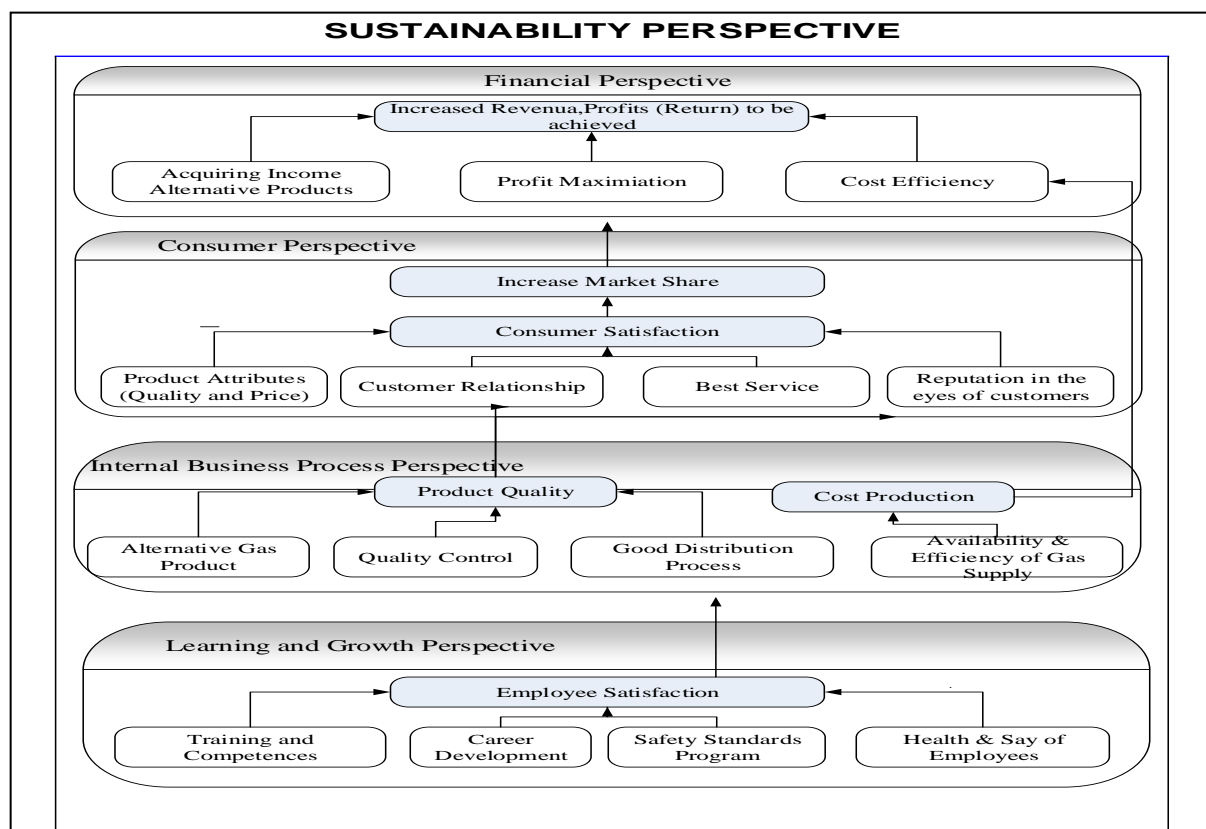 SUSTAINABILITY PERSPECTIVE
Financial Perspective
Increased Revenua,Profits (Return) to be
achieved
Acquiring Income
Alternative Products
Profit Maximiation
Cost Efficiency
Consumer Perspective
Increase Market Share
Consumer Satisfaction
Product Attributes
(Quality and Price)
Customer Relationship
Best Service
Reputation in the
eyes of customers
Internal Business Process Perspective
Product Quality
Cost Production
Alternative Gas
Product
Quality Control
Good Distribution
Process
Availability &
Efficiency of Gas
Supply
Learning and Growth Perspective
Employee Satisfaction
Training and
Competences
Career
Development
Safety Standards
Program
Health & Say of
Employees